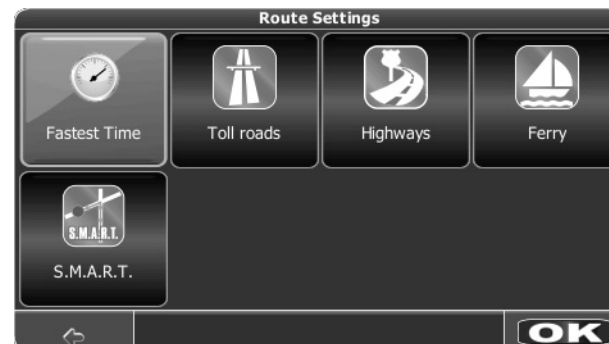 Route Settings
Fastest Time
Toll roads
Highways
Ferry
S.M.A.R.T.
S.M.A.R.T.
OK